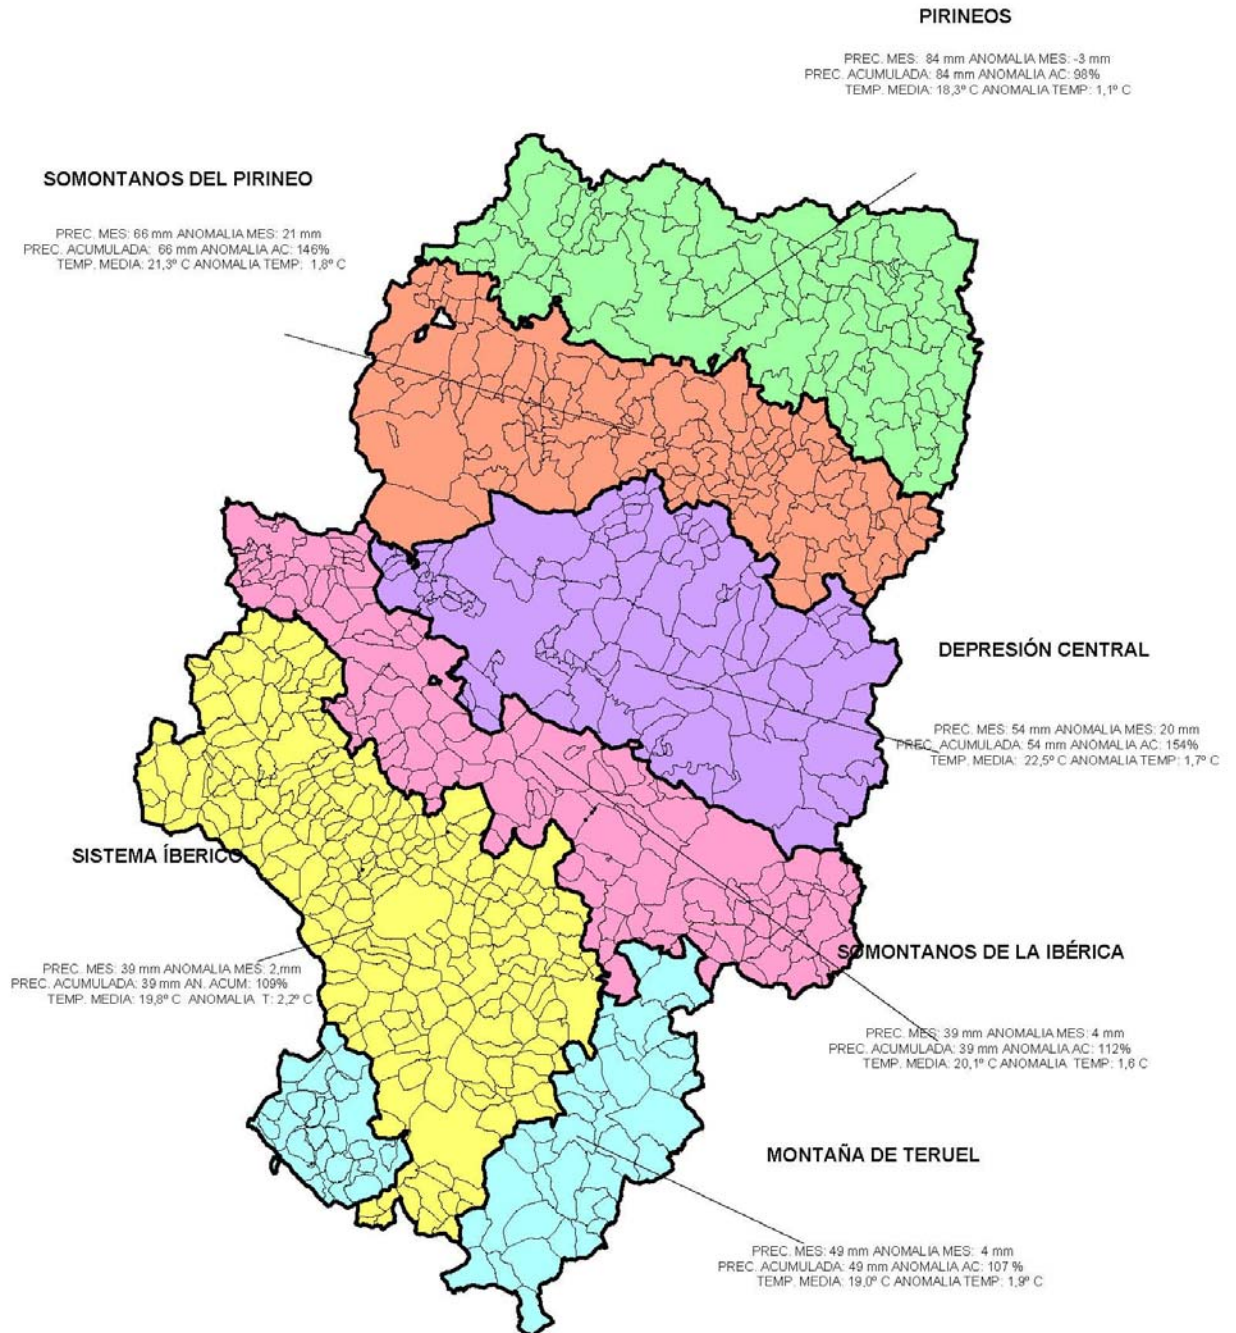 PIRINEOS
PREC. MES: 84 mm ANOMALIA MES: -3 mm
PREC. ACUMULADA: 84 mm ANOMALIA AC: 98%
TEMP. MEDIA: 18,3º C ANOMALIA TEMP: 1,1º C
SOMONTANOS DEL PIRINEO
PREC. MES: 66 mm ANOMALIA MES: 21 mm
PREC. ACUMULADA: 66 mm ANOMALIA AC: 146%
TEMP. MEDIA: 21,3º C ANOMALIA TEMP: 1,8º C
DEPRESIÓN CENTRAL
PREC. MES: 54 mm ANOMALIA MES: 20 mm
PREC. ACUMULADA: 54 mm ANOMALIA AC: 154%
TEMP. MEDIA: 22,5º C ANOMALIA TEMP: 1,7º C
SISTEMA ÍBERICO
PREC. MES: 39 mm ANOMALIA MES: 2,mm
PREC. ACUMULADA: 39 mm AN. ACUM: 109%
TEMP. MEDIA: 19,8º C ANOMALIA T: 2,2º C
SOMONTANOS DE LA IBÉRICA
PREC. MES: 39 mm ANOMALIA MES: 4 mm
PREC. ACUMULADA: 39 mm ANOMALIA AC: 112%
TEMP. MEDIA: 20,1º C ANOMALIA TEMP: 1,6 C
MONTAÑA DE TERUEL
PREC. MES: 49 mm ANOMALIA MES: 4 mm
PREC. ACUMULADA: 49 mm ANOMALIA AC: 107 %
TEMP. MEDIA: 19,0º C ANOMALIA TEMP: 1,9º C